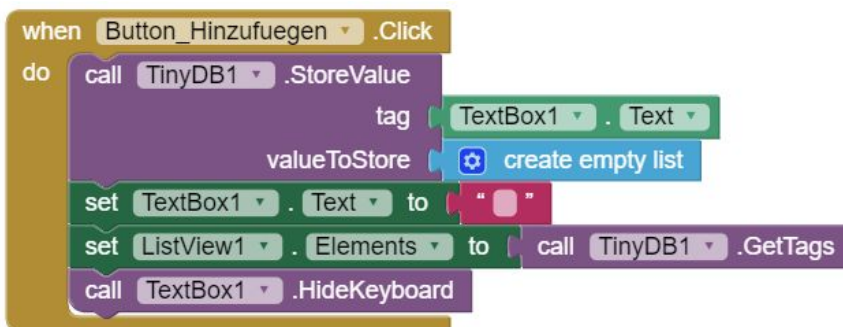 when Button_Hinzufuegen .Click
do call TinyDB1 .StoreValue
tag TextBox1 . Text
valueToStore create empty list
set TextBox1 . Text to “ ”
set ListView1 . Elements to call TinyDB1 .GetTags
call TextBox1 .HideKeyboard